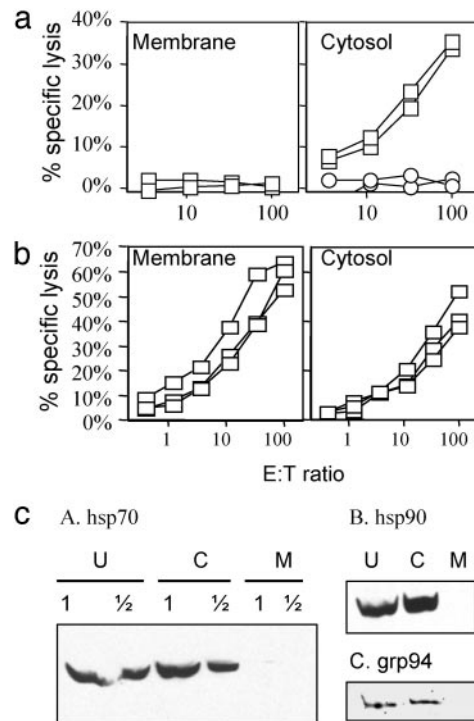 a
40%
30%
20%
10%
0%
% specific lysis
Membrane
Cytosol
10 100 10 100
b
70%
60%
50%
40%
30%
20%
10%
0%
% specific lysis
Membrane
Cytosol
1 10 100 1 10 100
E:T ratio
c
A. hsp70
U C M
1 ½ 1 ½ 1 ½
B. hsp90
U C M
C. grp94